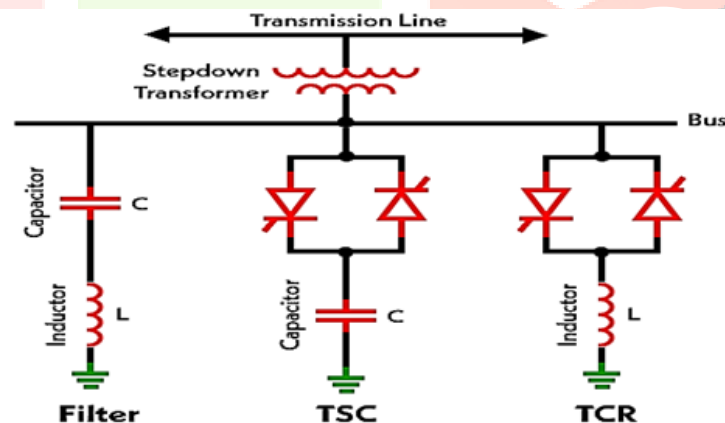 Transmission Line
Stepdown
Transformer
Bus
Capacitor
C
Inductor
L
Capacitor
C
Inductor
L
Filter
TSC
TCR